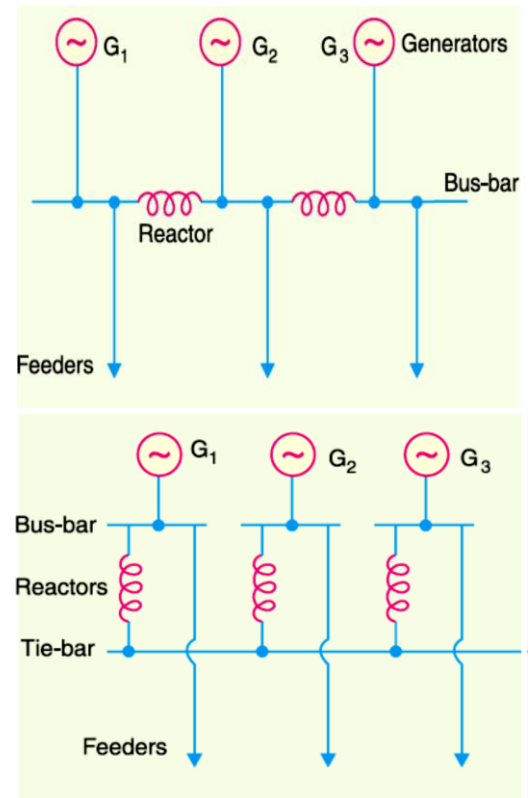 G1 G2 G3 Generators
Bus-bar
Reactor
Feeders
G1 G2 G3
Bus-bar
Reactors
Tie-bar
Feeders